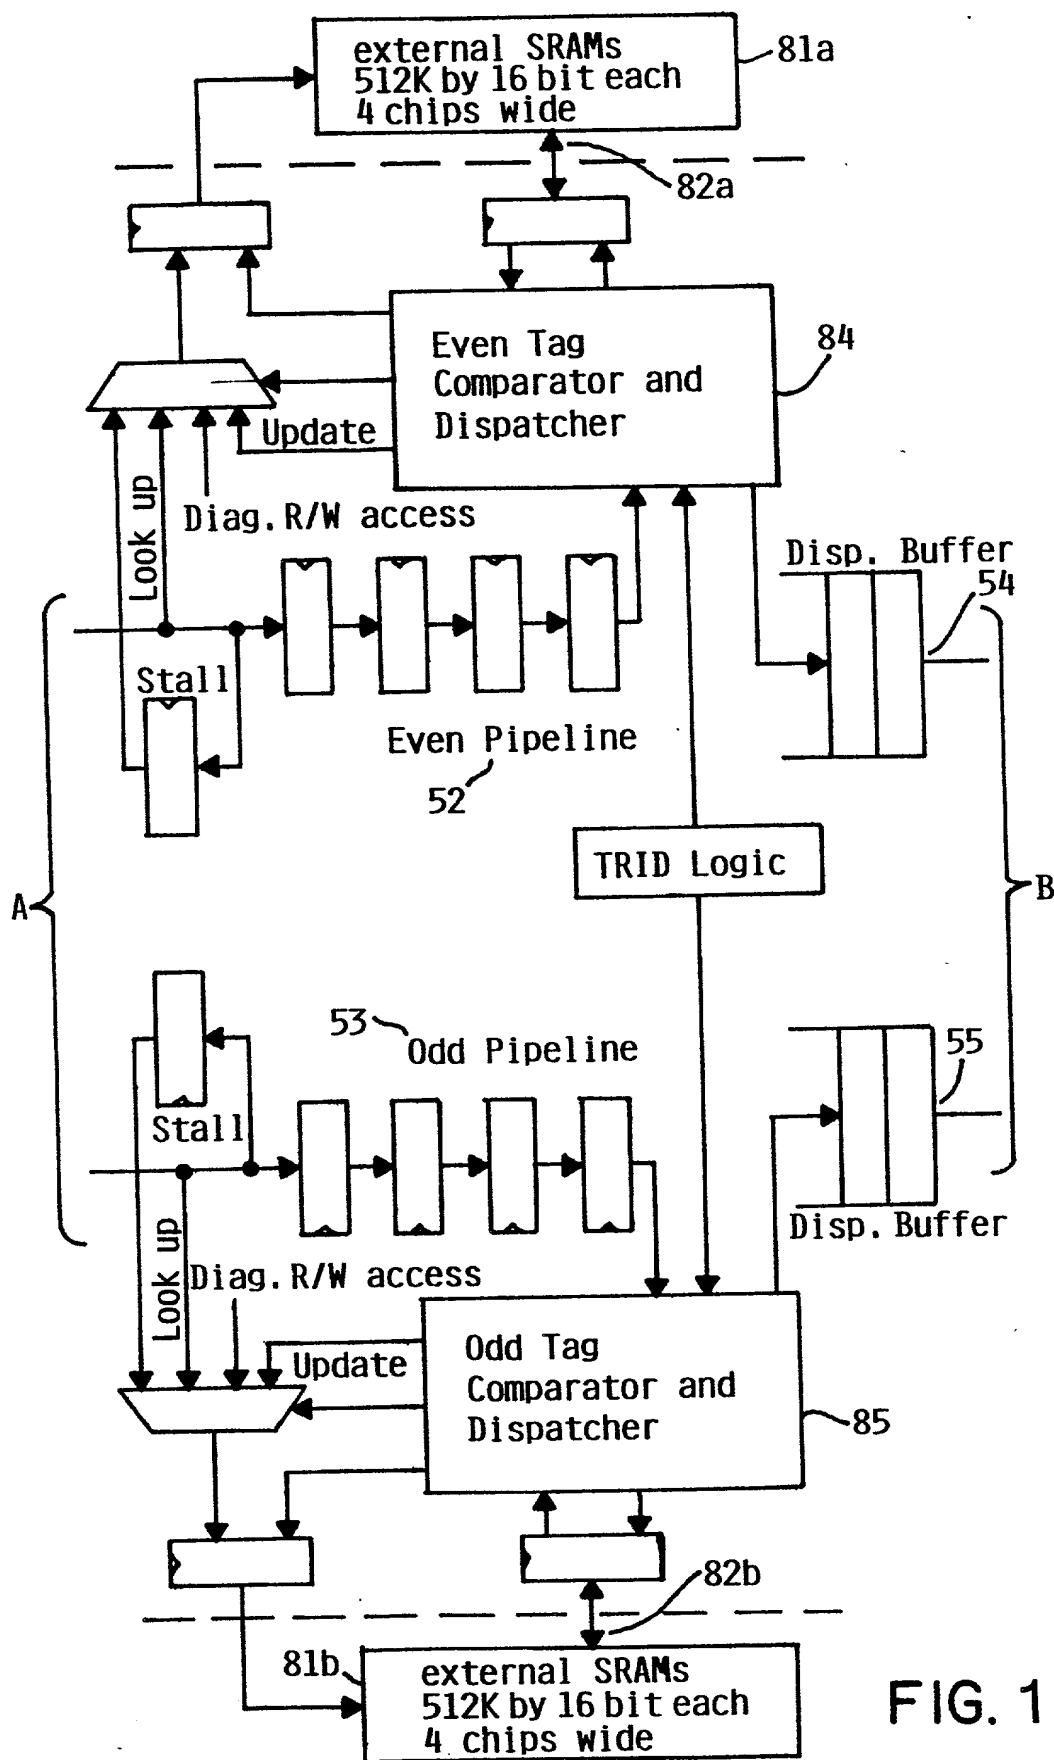 external SRAMs
512K by 16 bit each
4 chips wide
81a
82a
Even Tag
Comparator and
Dispatcher
84
Update
Look up
Diag. R/W access
Disp. Buffer
54
Stall
Even Pipeline
52
TRID Logic
A
B
53
Odd Pipeline
55
Stall
Disp. Buffer
Look up
Diag. R/W access
Update
Odd Tag
Comparator and
Dispatcher
85
82b
81b
external SRAMs
512K by 16 bit each
4 chips wide
FIG. 1